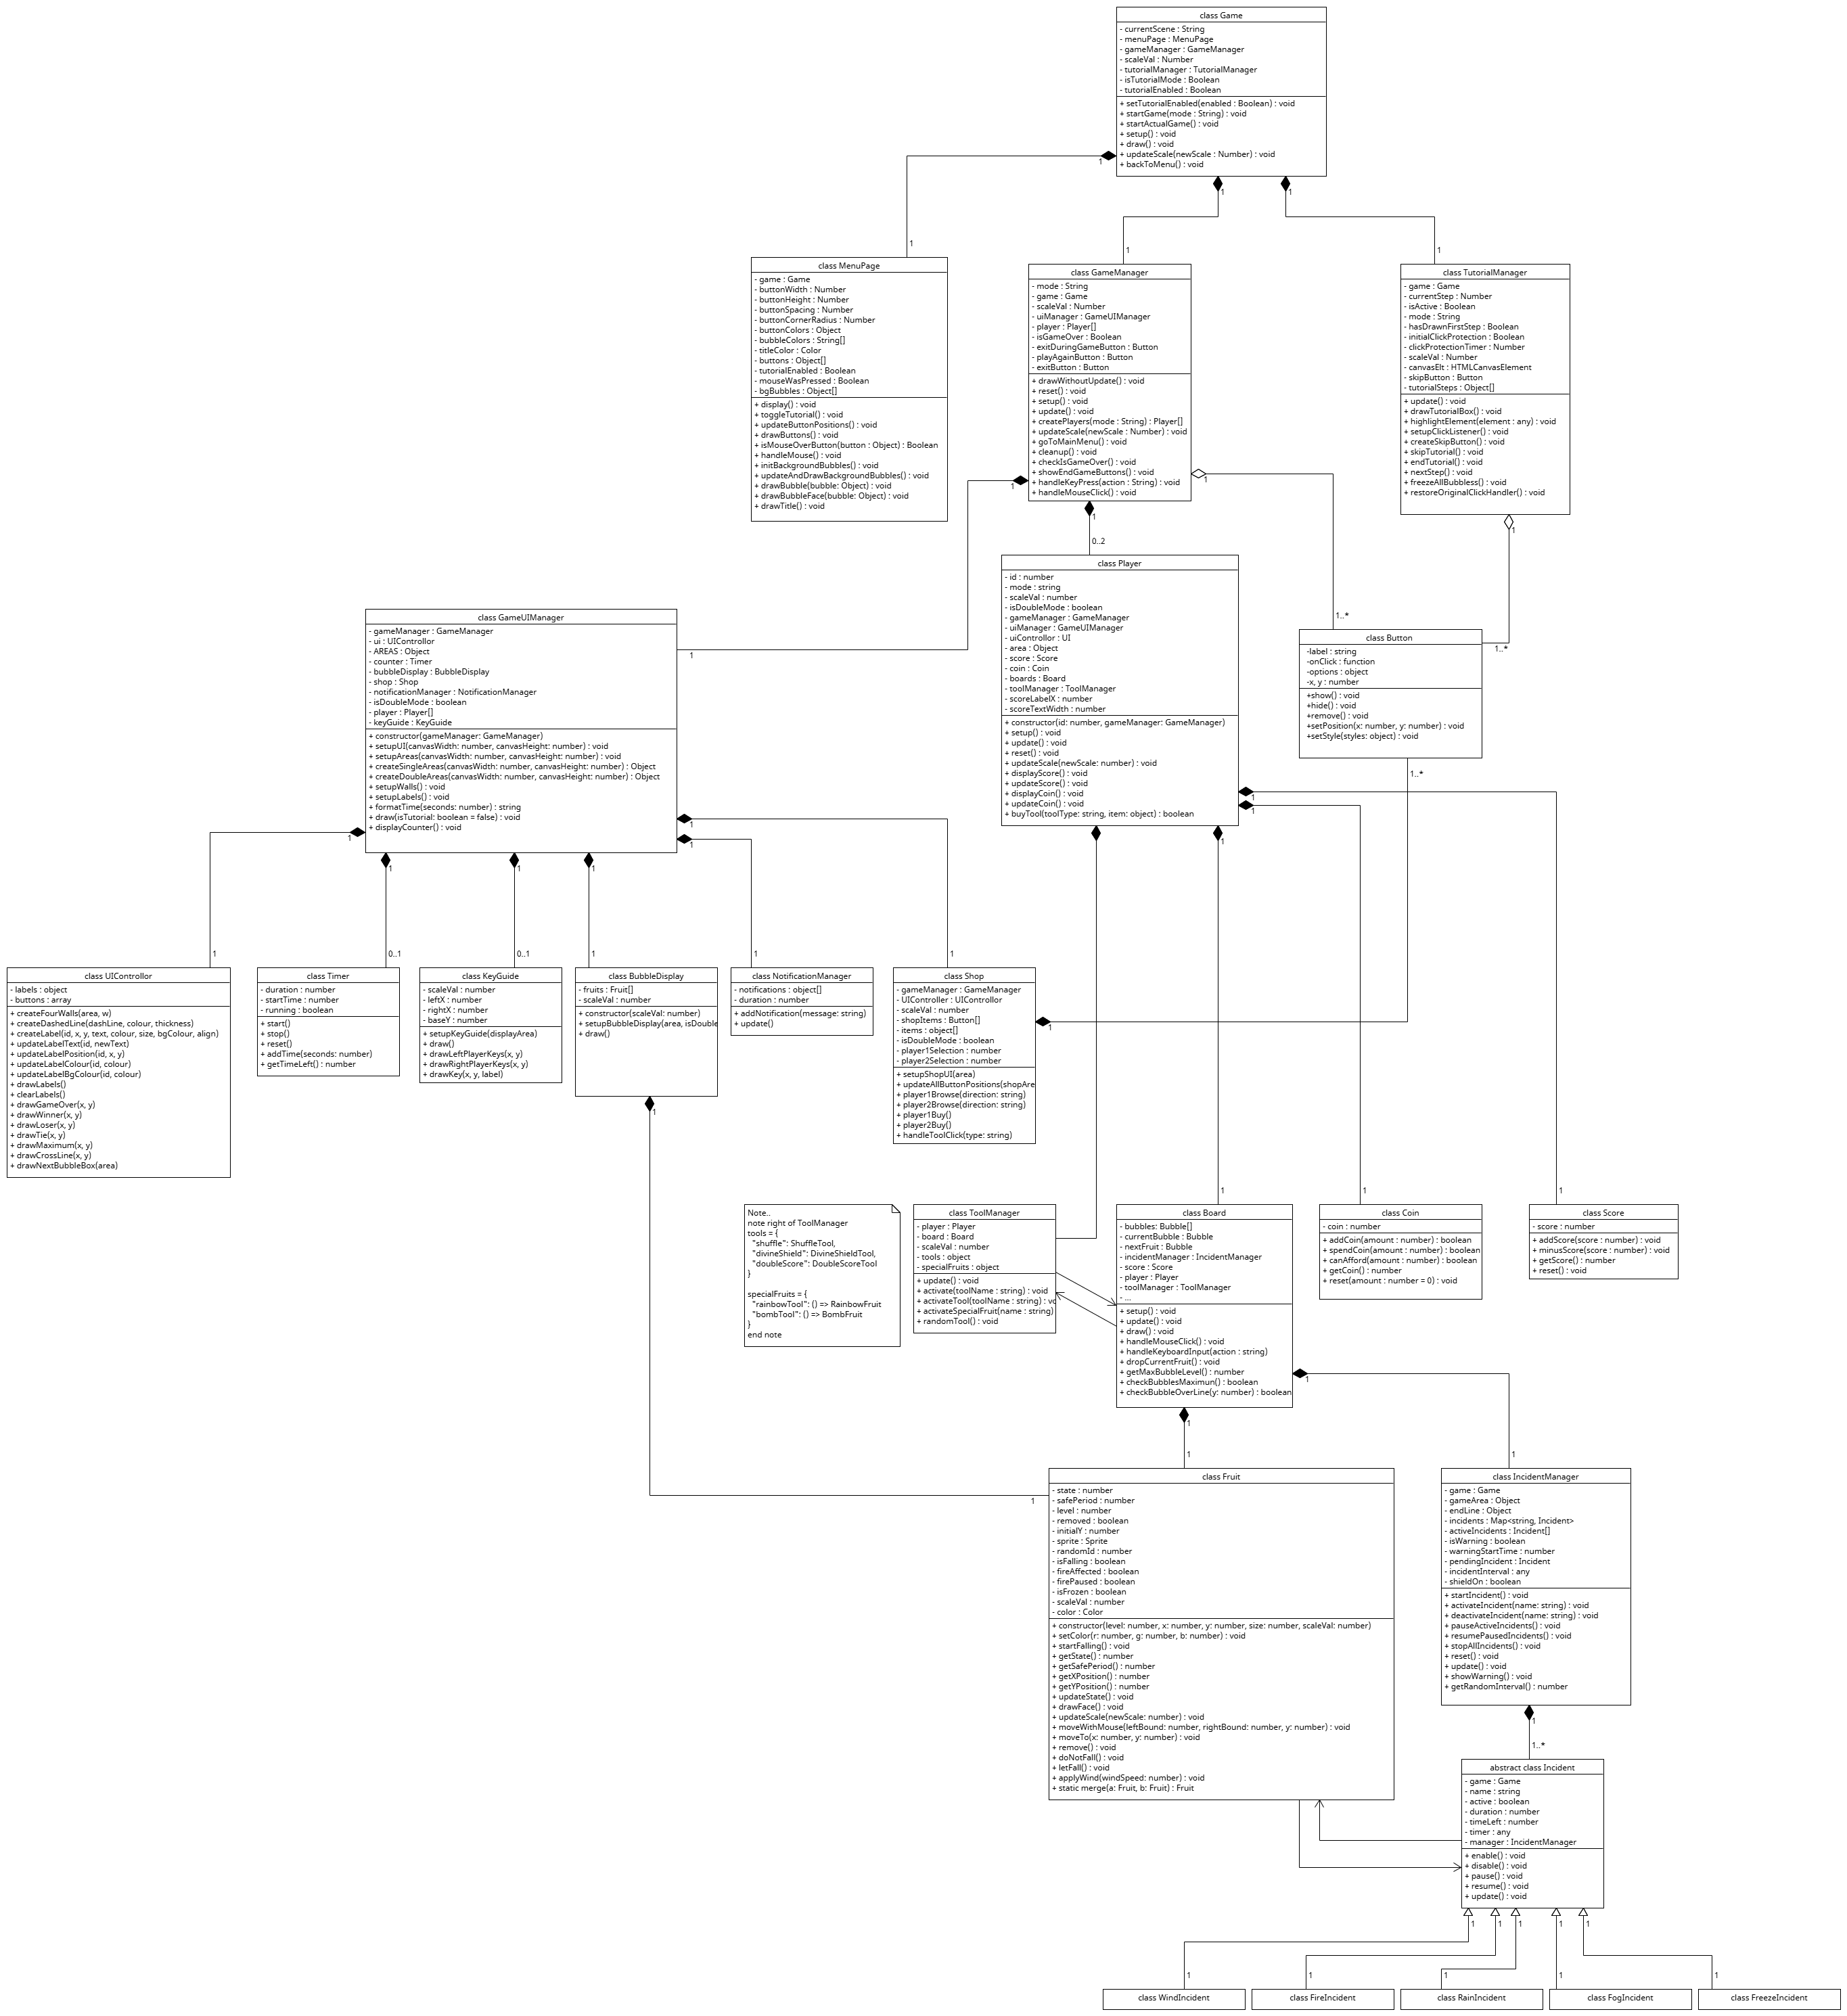 class Game
- currentScene : String
- menuPage : MenuPage
- gameManager : GameManager
- scaleVal : Number
- tutorialManager : TutorialManager
- isTutorialMode : Boolean
- tutorialEnabled : Boolean
+ setTutorialEnabled(enabled : Boolean) : void
+ startGame(mode : String) : void
+ startActualGame() : void
+ setup() : void
+ draw() : void
+ updateScale(newScale : Number) : void
+ backToMenu() : void
1
1
1
1
1
1
class MenuPage
- game : Game
- buttonWidth : Number
- buttonHeight : Number
- buttonSpacing : Number
- buttonCornerRadius : Number
- buttonColors : Object
- bubbleColors : String[]
- titleColor : Color
- buttons : Object[]
- tutorialEnabled : Boolean
- mouseWasPressed : Boolean
- bgBubbles : Object[]
+ display() : void
+ toggleTutorial() : void
+ updateButtonPositions() : void
+ drawButtons() : void
+ isMouseOverButton(button : Object) : Boolean
+ handleMouse() : void
+ initBackgroundBubbles() : void
+ updateAndDrawBackgroundBubbles() : void
+ drawBubble(bubble: Object) : void
+ drawBubbleFace(bubble: Object) : void
+ drawTitle() : void
class GameManager
- mode : String
- game : Game
- scaleVal : Number
- uiManager : GameUIManager
- player : Player[]
- isGameOver : Boolean
- exitDuringGameButton : Button
- playAgainButton : Button
- exitButton : Button
+ drawWithoutUpdate() : void
+ reset() : void
+ setup() : void
+ update() : void
+ createPlayers(mode : String) : Player[]
+ updateScale(newScale : Number) : void
+ goToMainMenu() : void
+ cleanup() : void
+ checkIsGameOver() : void
+ showEndGameButtons() : void
+ handleKeyPress(action : String) : void
+ handleMouseClick() : void
class TutorialManager
- game : Game
- currentStep : Number
- isActive : Boolean
- mode : String
- hasDrawnFirstStep : Boolean
- initialClickProtection : Boolean
- clickProtectionTimer : Number
- scaleVal : Number
- canvasElt : HTMLCanvasElement
- skipButton : Button
- tutorialSteps : Object[]
+ update() : void
+ drawTutorialBox() : void
+ highlightElement(element : any) : void
+ setupClickListener() : void
+ createSkipButton() : void
+ skipTutorial() : void
+ endTutorial() : void
+ nextStep() : void
+ freezeAllBubbless() : void
+ restoreOriginalClickHandler() : void
1
1
1
1
0..2
1..*
1..*
1
class Player
- id : number
- mode : string
- scaleVal : number
- isDoubleMode : boolean
- gameManager : GameManager
- uiManager : GameUIManager
- uiControllor : UI
- area : Object
- score : Score
- coin : Coin
- boards : Board
- toolManager : ToolManager
- scoreLabelX : number
- scoreTextWidth : number
+ constructor(id: number, gameManager: GameManager)
+ setup() : void
+ update() : void
+ reset() : void
+ updateScale(newScale: number) : void
+ displayScore() : void
+ updateScore() : void
+ displayCoin() : void
+ updateCoin() : void
+ buyTool(toolType: string, item: object) : boolean
class GameUIManager
- gameManager : GameManager
- ui : UIControllor
- AREAS : Object
- counter : Timer
- bubbleDisplay : BubbleDisplay
- shop : Shop
- notificationManager : NotificationManager
- isDoubleMode : boolean
- player : Player[]
- keyGuide : KeyGuide
+ constructor(gameManager: GameManager)
+ setupUI(canvasWidth: number, canvasHeight: number) : void
+ setupAreas(canvasWidth: number, canvasHeight: number) : void
+ createSingleAreas(canvasWidth: number, canvasHeight: number) : Object
+ createDoubleAreas(canvasWidth: number, canvasHeight: number) : Object
+ setupWalls() : void
+ setupLabels() : void
+ formatTime(seconds: number) : string
+ draw(isTutorial: boolean = false) : void
+ displayCounter() : void
class Button
-label : string
-onClick : function
-options : object
-x, y : number
+show() : void
+hide() : void
+remove() : void
+setPosition(x: number, y: number) : void
+setStyle(styles: object) : void
1..*
1
1
1
1
1
1
1
1
1
1
1
0..1
0..1
1
1
1
class UIControllor
- labels : object
- buttons : array
+ createFourWalls(area, w)
+ createDashedLine(dashLine, colour, thickness)
+ createLabel(id, x, y, text, colour, size, bgColour, align)
+ updateLabelText(id, newText)
+ updateLabelPosition(id, x, y)
+ updateLabelColour(id, colour)
+ updateLabelBgColour(id, colour)
+ drawLabels()
+ clearLabels()
+ drawGameOver(x, y)
+ drawWinner(x, y)
+ drawLoser(x, y)
+ drawTie(x, y)
+ drawMaximum(x, y)
+ drawCrossLine(x, y)
+ drawNextBubbleBox(area)
class Timer
- duration : number
- startTime : number
- running : boolean
+ start()
+ stop()
+ reset()
+ addTime(seconds: number)
+ getTimeLeft() : number
class KeyGuide
- scaleVal : number
- leftX : number
- rightX : number
- baseY : number
+ setupKeyGuide(displayArea)
+ draw()
+ drawLeftPlayerKeys(x, y)
+ drawRightPlayerKeys(x, y)
+ drawKey(x, y, label)
class BubbleDisplay
- fruits : Fruit[]
- scaleVal : number
+ constructor(scaleVal: number)
+ setupBubbleDisplay(area, isDouble
+ draw()
class NotificationManager
- notifications : object[]
- duration : number
+ addNotification(message: string)
+ update()
class Shop
- gameManager : GameManager
- UIController : UIControllor
- scaleVal : number
- shopItems : Button[]
- items : object[]
- isDoubleMode : boolean
- player1Selection : number
- player2Selection : number
+ setupShopUI(area)
+ updateAllButtonPositions(shopAre
+ player1Browse(direction: string)
+ player2Browse(direction: string)
+ player1Buy()
+ player2Buy()
+ handleToolClick(type: string)
1
1
1
1
1
Note..
note right of ToolManager
tools = {
"shuffle": ShuffleTool,
"divineShield": DivineShieldTool,
"doubleScore": DoubleScoreTool
}
specialFruits = {
"rainbowTool": () => RainbowFruit
"bombTool": () => BombFruit
}
end note
class ToolManager
- player : Player
- board : Board
- scaleVal : number
- tools : object
- specialFruits : object
+ update() : void
+ activate(toolName : string) : void
+ activateTool(toolName : string) : vo
+ activateSpecialFruit(name : string)
+ randomTool() : void
class Board
- bubbles: Bubble[]
- currentBubble : Bubble
- nextFruit : Bubble
- incidentManager : IncidentManager
- score : Score
- player : Player
- toolManager : ToolManager
- ...
+ setup() : void
+ update() : void
+ draw() : void
+ handleMouseClick() : void
+ handleKeyboardInput(action : string)
+ dropCurrentFruit() : void
+ getMaxBubbleLevel() : number
+ checkBubblesMaximun() : boolean
+ checkBubbleOverLine(y: number) : boolean
class Coin
- coin : number
+ addCoin(amount : number) : boolean
+ spendCoin(amount : number) : boolean
+ canAfford(amount : number) : boolean
+ getCoin() : number
+ reset(amount : number = 0) : void
class Score
- score : number
+ addScore(score : number) : void
+ minusScore(score : number) : void
+ getScore() : number
+ reset() : void
1
1
1
1
1
class Fruit
- state : number
- safePeriod : number
- level : number
- removed : boolean
- initialY : number
- sprite : Sprite
- randomId : number
- isFalling : boolean
- fireAffected : boolean
- firePaused : boolean
- isFrozen : boolean
- scaleVal : number
- color : Color
+ constructor(level: number, x: number, y: number, size: number, scaleVal: number)
+ setColor(r: number, g: number, b: number) : void
+ startFalling() : void
+ getState() : number
+ getSafePeriod() : number
+ getXPosition() : number
+ getYPosition() : number
+ updateState() : void
+ drawFace() : void
+ updateScale(newScale: number) : void
+ moveWithMouse(leftBound: number, rightBound: number, y: number) : void
+ moveTo(x: number, y: number) : void
+ remove() : void
+ doNotFall() : void
+ letFall() : void
+ applyWind(windSpeed: number) : void
+ static merge(a: Fruit, b: Fruit) : Fruit
class IncidentManager
- game : Game
- gameArea : Object
- endLine : Object
- incidents : Map<string, Incident>
- activeIncidents : Incident[]
- isWarning : boolean
- warningStartTime : number
- pendingIncident : Incident
- incidentInterval : any
- shieldOn : boolean
+ startIncident() : void
+ activateIncident(name: string) : void
+ deactivateIncident(name: string) : void
+ pauseActiveIncidents() : void
+ resumePausedIncidents() : void
+ stopAllIncidents() : void
+ reset() : void
+ update() : void
+ showWarning() : void
+ getRandomInterval() : number
1
1..*
abstract class Incident
- game : Game
- name : string
- active : boolean
- duration : number
- timeLeft : number
- timer : any
- manager : IncidentManager
+ enable() : void
+ disable() : void
+ pause() : void
+ resume() : void
+ update() : void
1
1
1
1
1
1
1
1
1
1
class WindIncident
class FireIncident
class RainIncident
class FogIncident
class FreezeIncident